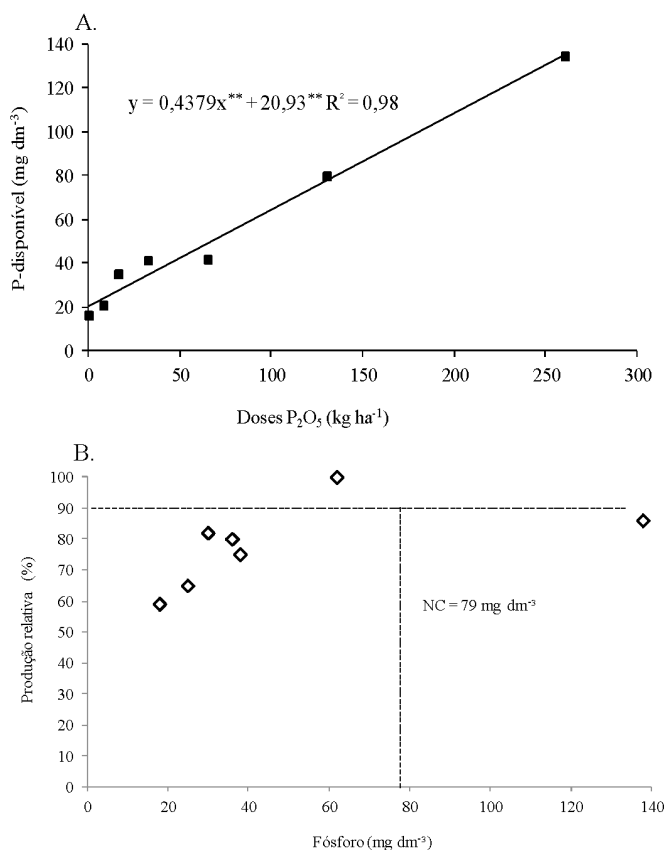 A.
140
120
100
80
60
40
20
0
P-disponível (mg dm⁻³)
y = 0,4379x** + 20,93** R² = 0,98
0 50 100 150 200 250 300
Doses P₂O₅ (kg ha⁻¹)
B.
100
90
80
70
60
50
40
30
20
10
0
Produção relativa (%)
NC = 79 mg dm⁻³
0 20 40 60 80 100 120 140
Fósforo (mg dm⁻³)